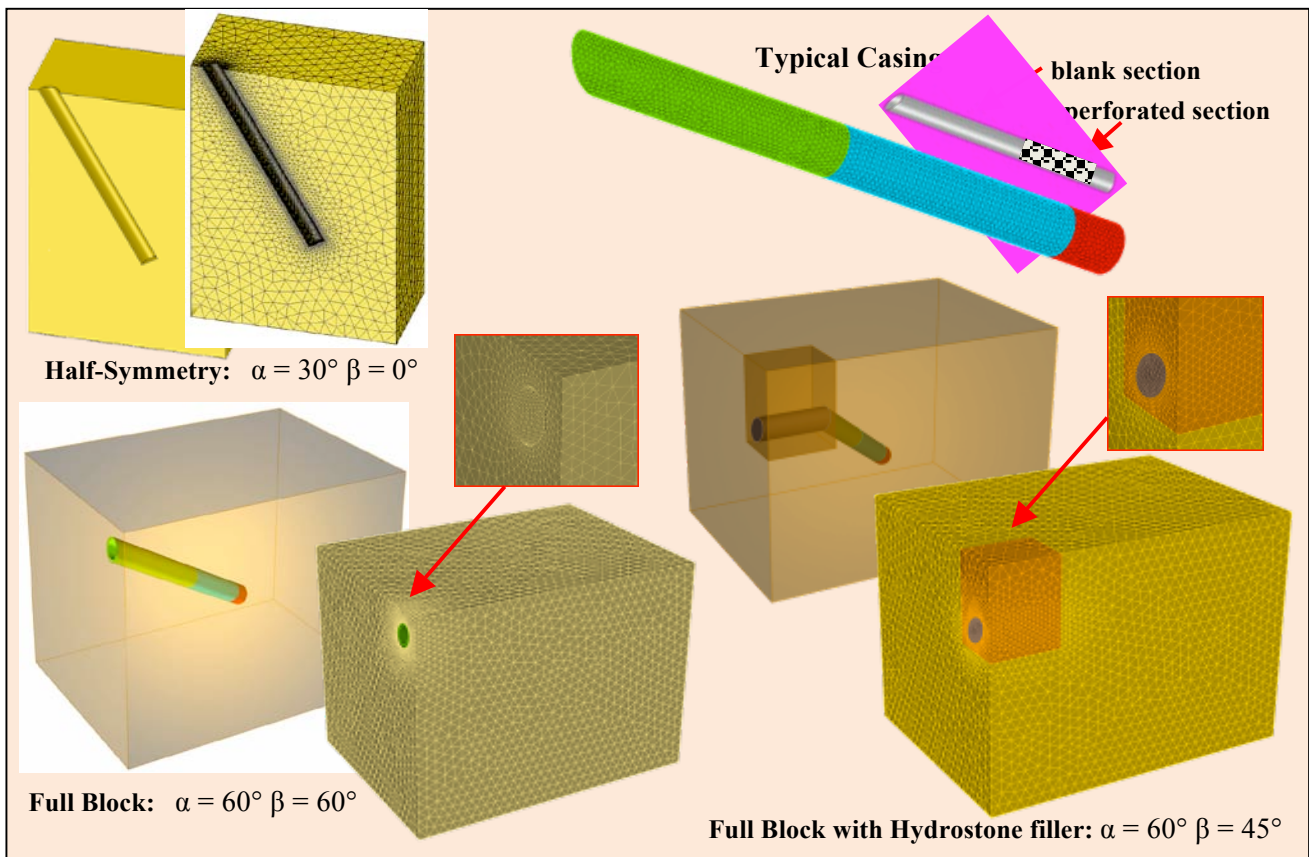 Typical Casing
blank section
perforated section
Half-Symmetry: α = 30° β = 0°
Full Block: α = 60° β = 60°
Full Block with Hydrostone filler: α = 60° β = 45°